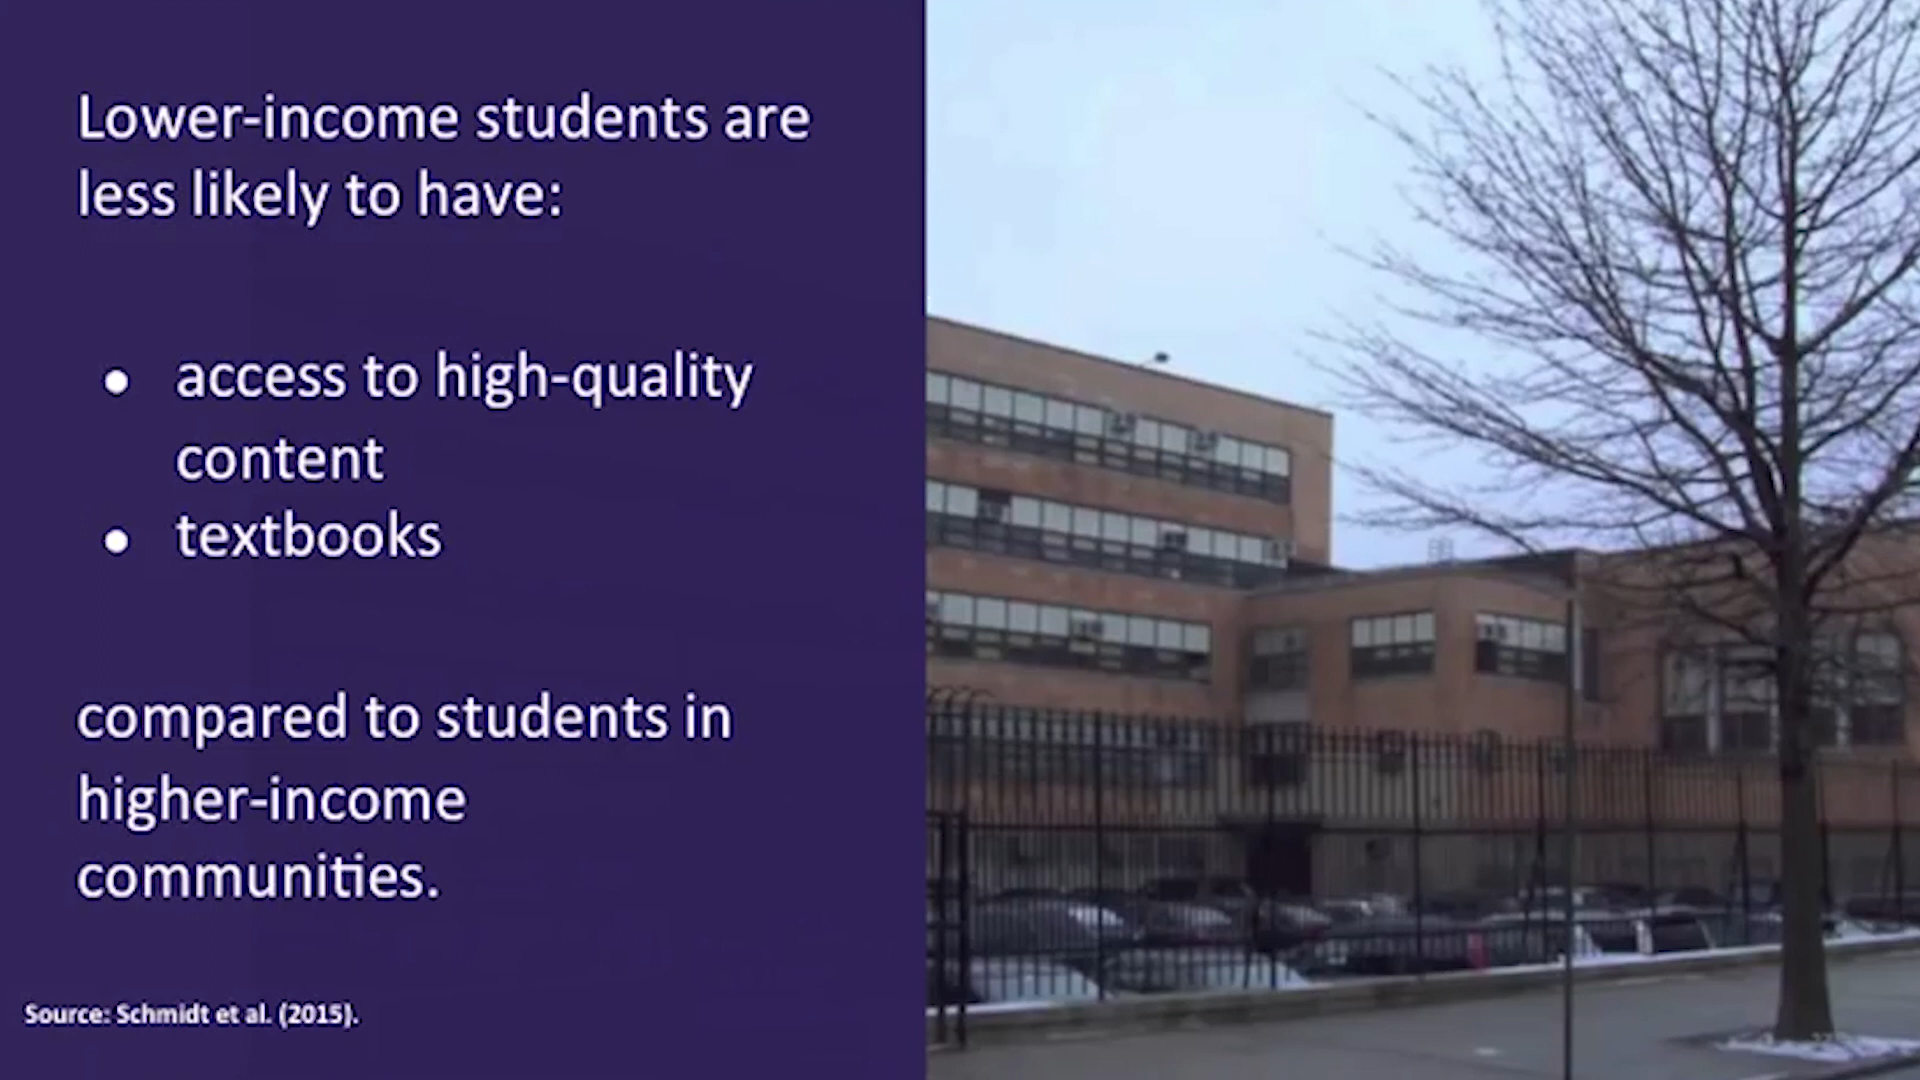 Lower-income students are
less likely to have:
● access to high-quality
content
● textbooks
compared to students in
higher-income
communities.
Source: Schmidt et al. (2015).